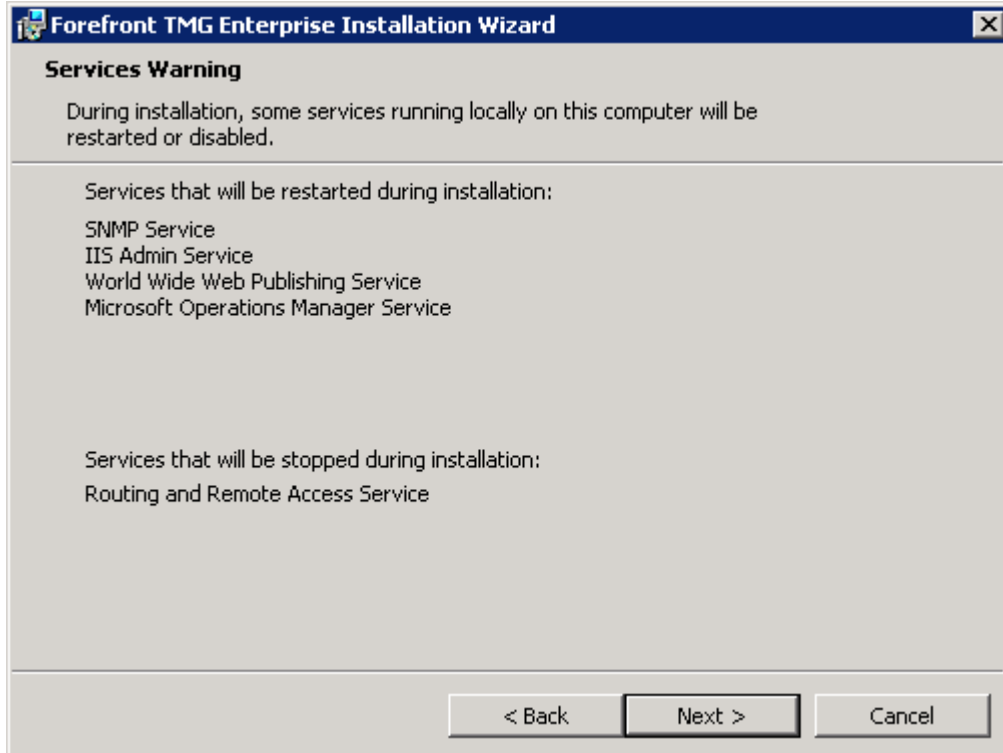 Forefront TMG Enterprise Installation Wizard
Services Warning
During installation, some services running locally on this computer will be
restarted or disabled.
Services that will be restarted during installation:
SNMP Service
IIS Admin Service
World Wide Web Publishing Service
Microsoft Operations Manager Service
Services that will be stopped during installation:
Routing and Remote Access Service
< Back Next > Cancel